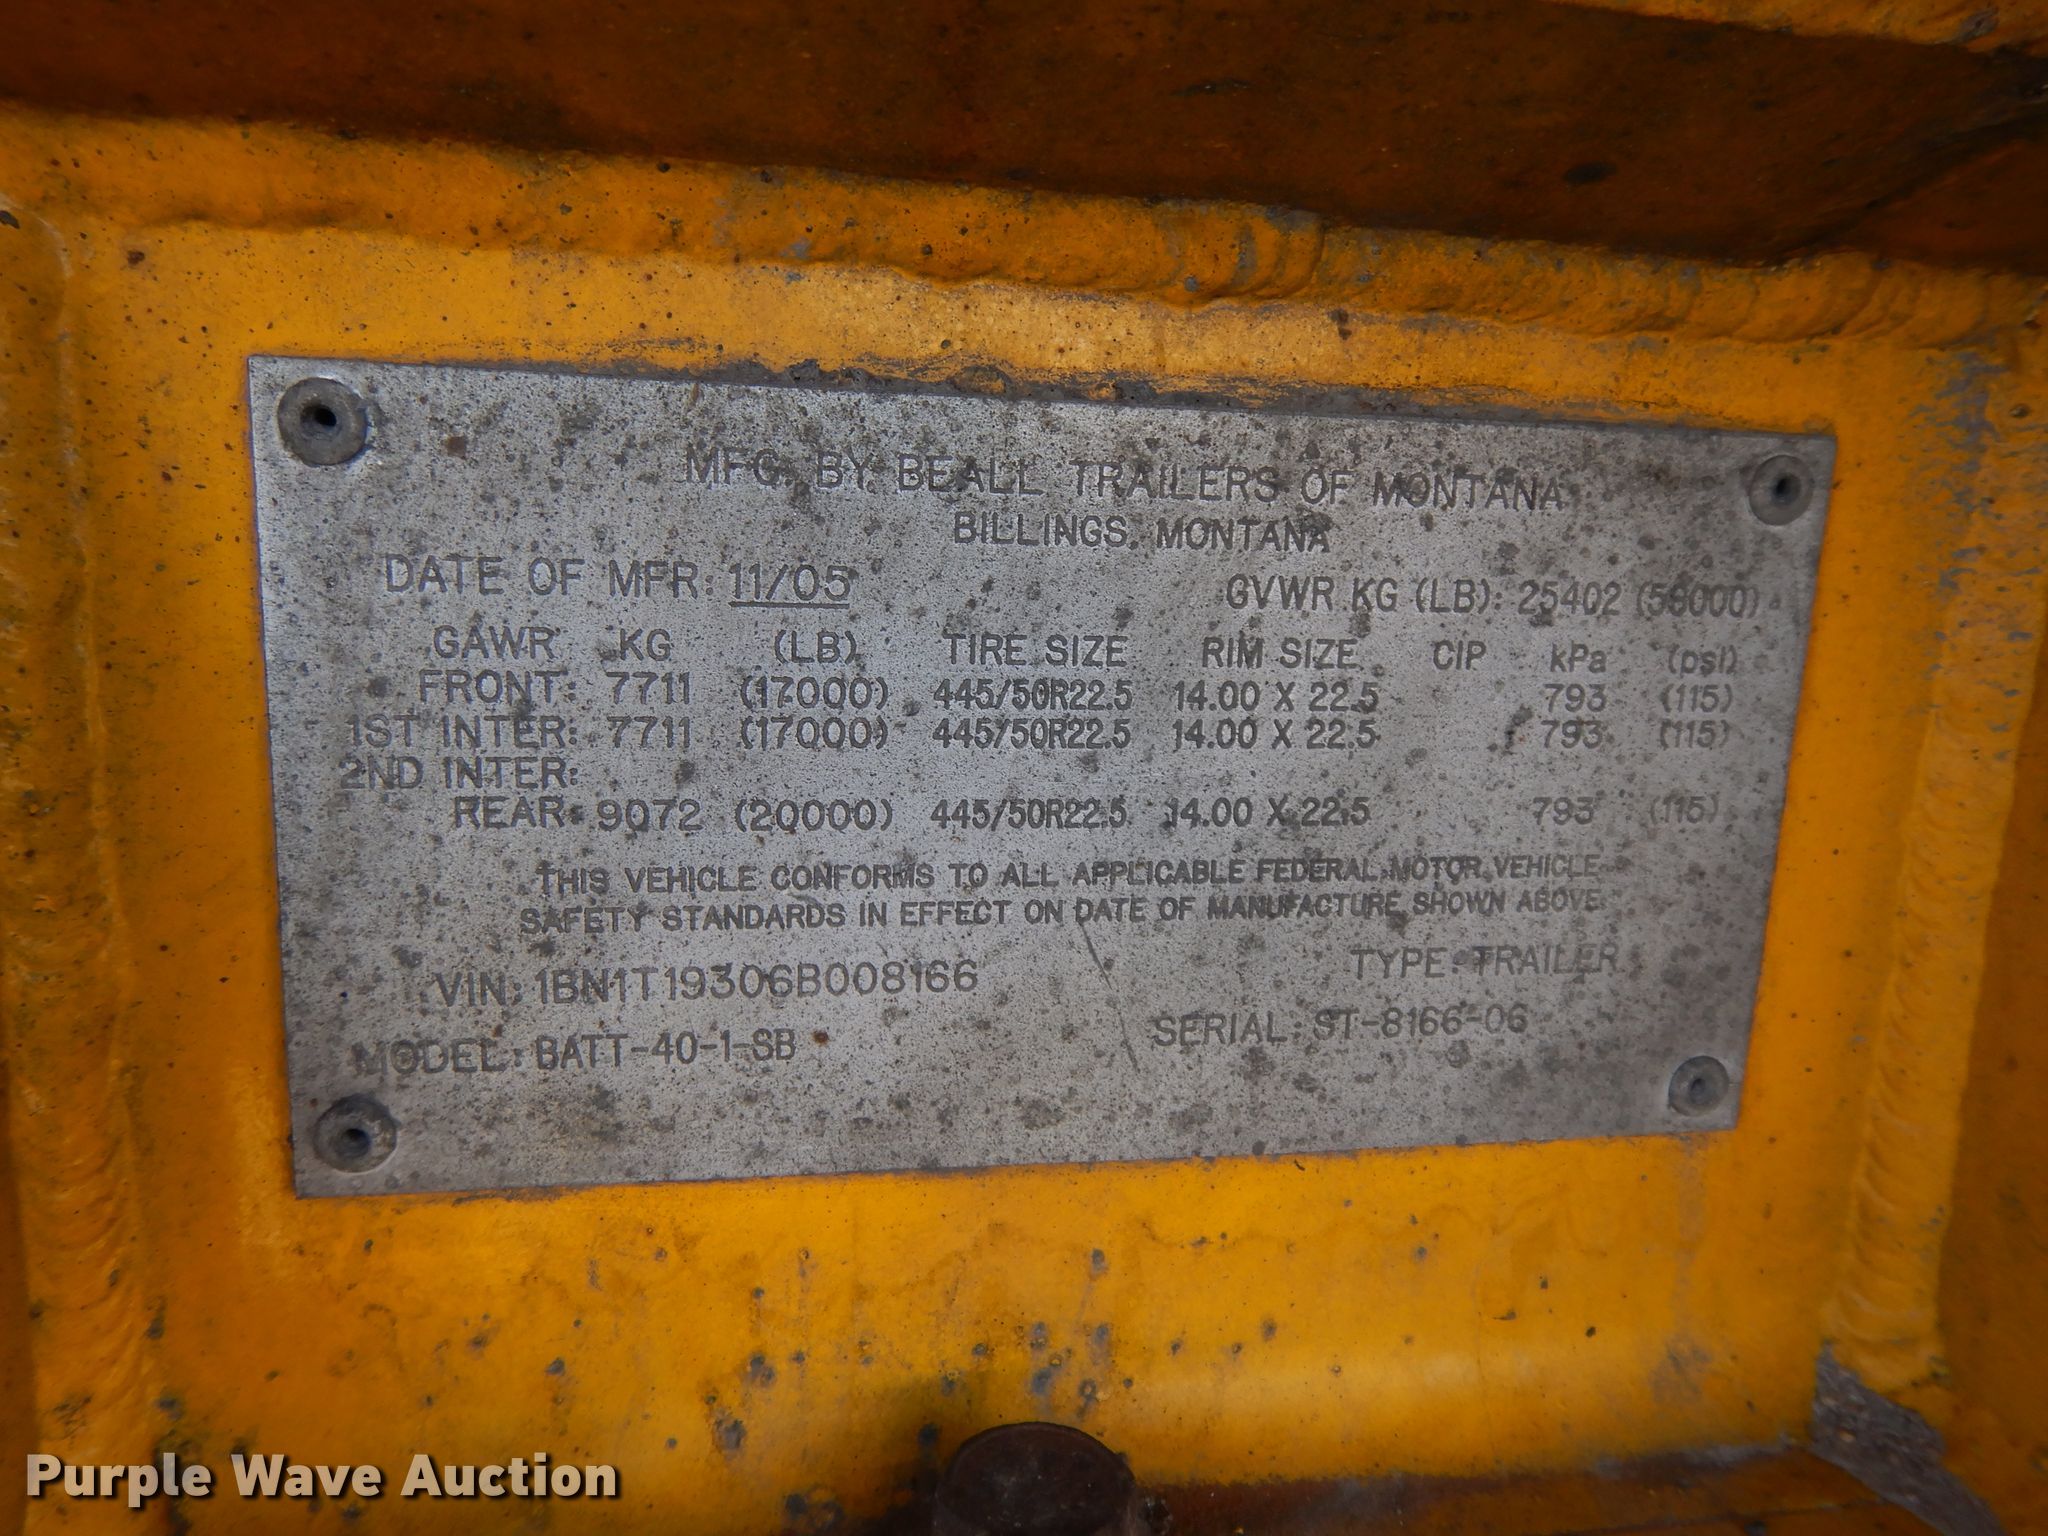 MFG. BY BEALL TRAILERS OF MONTANA
BILLINGS, MONTANA
DATE OF MFR: 11/05 GVWR KG (LB): 25402 (56000)
GAWR KG (LB) TIRE SIZE RIM SIZE CIP kPa (psi)
FRONT: 7711 (17000) 445/50R22.5 14.00 X 22.5 793 (115)
1ST INTER: 7711 (17000) 445/50R22.5 14.00 X 22.5 793 (115)
2ND INTER:
REAR: 9072 (20000) 445/50R22.5 14.00 X 22.5 793 (115)
THIS VEHICLE CONFORMS TO ALL APPLICABLE FEDERAL MOTOR VEHICLE
SAFETY STANDARDS IN EFFECT ON DATE OF MANUFACTURE SHOWN ABOVE.
VIN: 1BN1T19306B008166 TYPE: TRAILER
MODEL: BATT-40-1-SB SERIAL: ST-8166-06
Purple Wave Auction